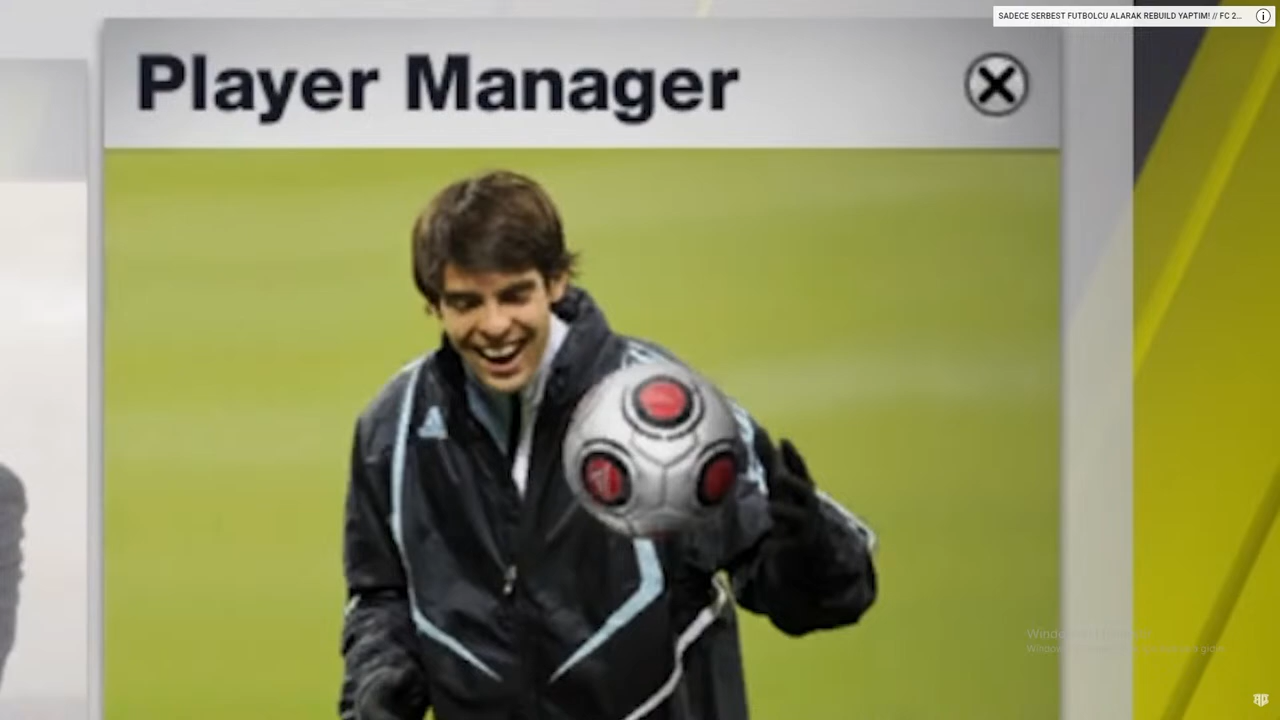 SADECE SERBEST FUTBOLCU ALARAK REBUILD YAPTIM! // FC 2...
Player Manager